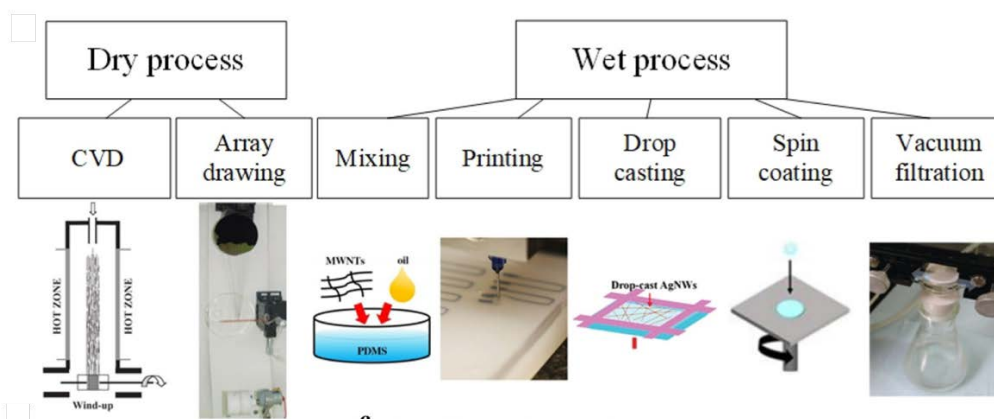 Dry process
Wet process
CVD
Array
drawing
Mixing
Printing
Drop
casting
Spin
coating
Vacuum
filtration
HOT ZONE
HOT ZONE
Wind-up
MWNTs
oil
PDMS
Drop-cast AgNWs